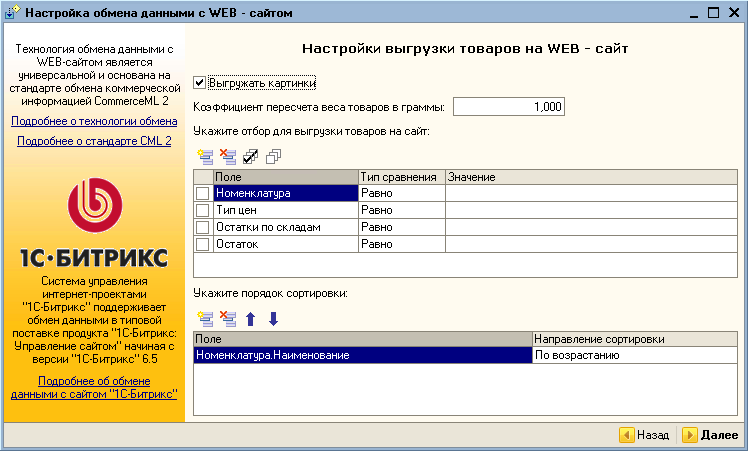 Настройка обмена данными с WEB - сайтом
Технология обмена данными с
WEB-сайтом является
универсальной и основана на
стандарте обмена коммерческой
информацией CommerceML 2
Подробнее о технологии обмена
Подробнее о стандарте CML 2
1С·БИТРИКС
Система управления
интернет-проектами
"1С-Битрикс" поддерживает
обмен данными в типовой
поставке продукта "1С-Битрикс:
Управление сайтом" начиная с
версии "1С-Битрикс" 6.5
Подробнее об обмене
данными с сайтом "1С-Битрикс"
Настройки выгрузки товаров на WEB - сайт
Выгружать картинки
Коэффициент пересчета веса товаров в граммы: 1,000
Укажите отбор для выгрузки товаров на сайт:
Поле Тип сравнения Значение
Номенклатура Равно
Тип цен Равно
Остатки по складам Равно
Остаток Равно
Укажите порядок сортировки:
Поле Направление сортировки
Номенклатура.Наименование По возрастанию
Назад Далее